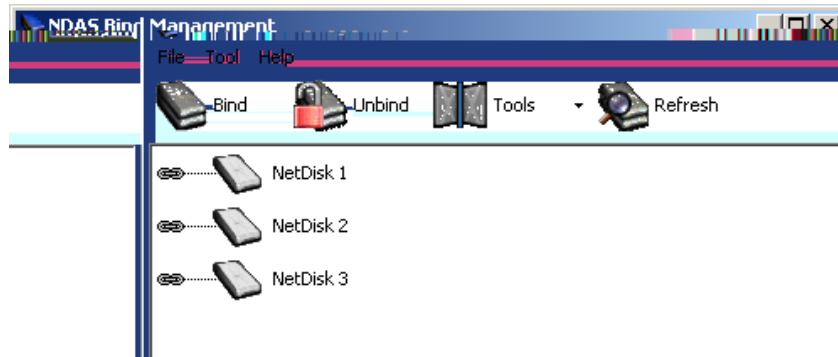 NDAS Bind Management
File Tool Help
Bind Unbind Tools Refresh
NetDisk 1
NetDisk 2
NetDisk 3